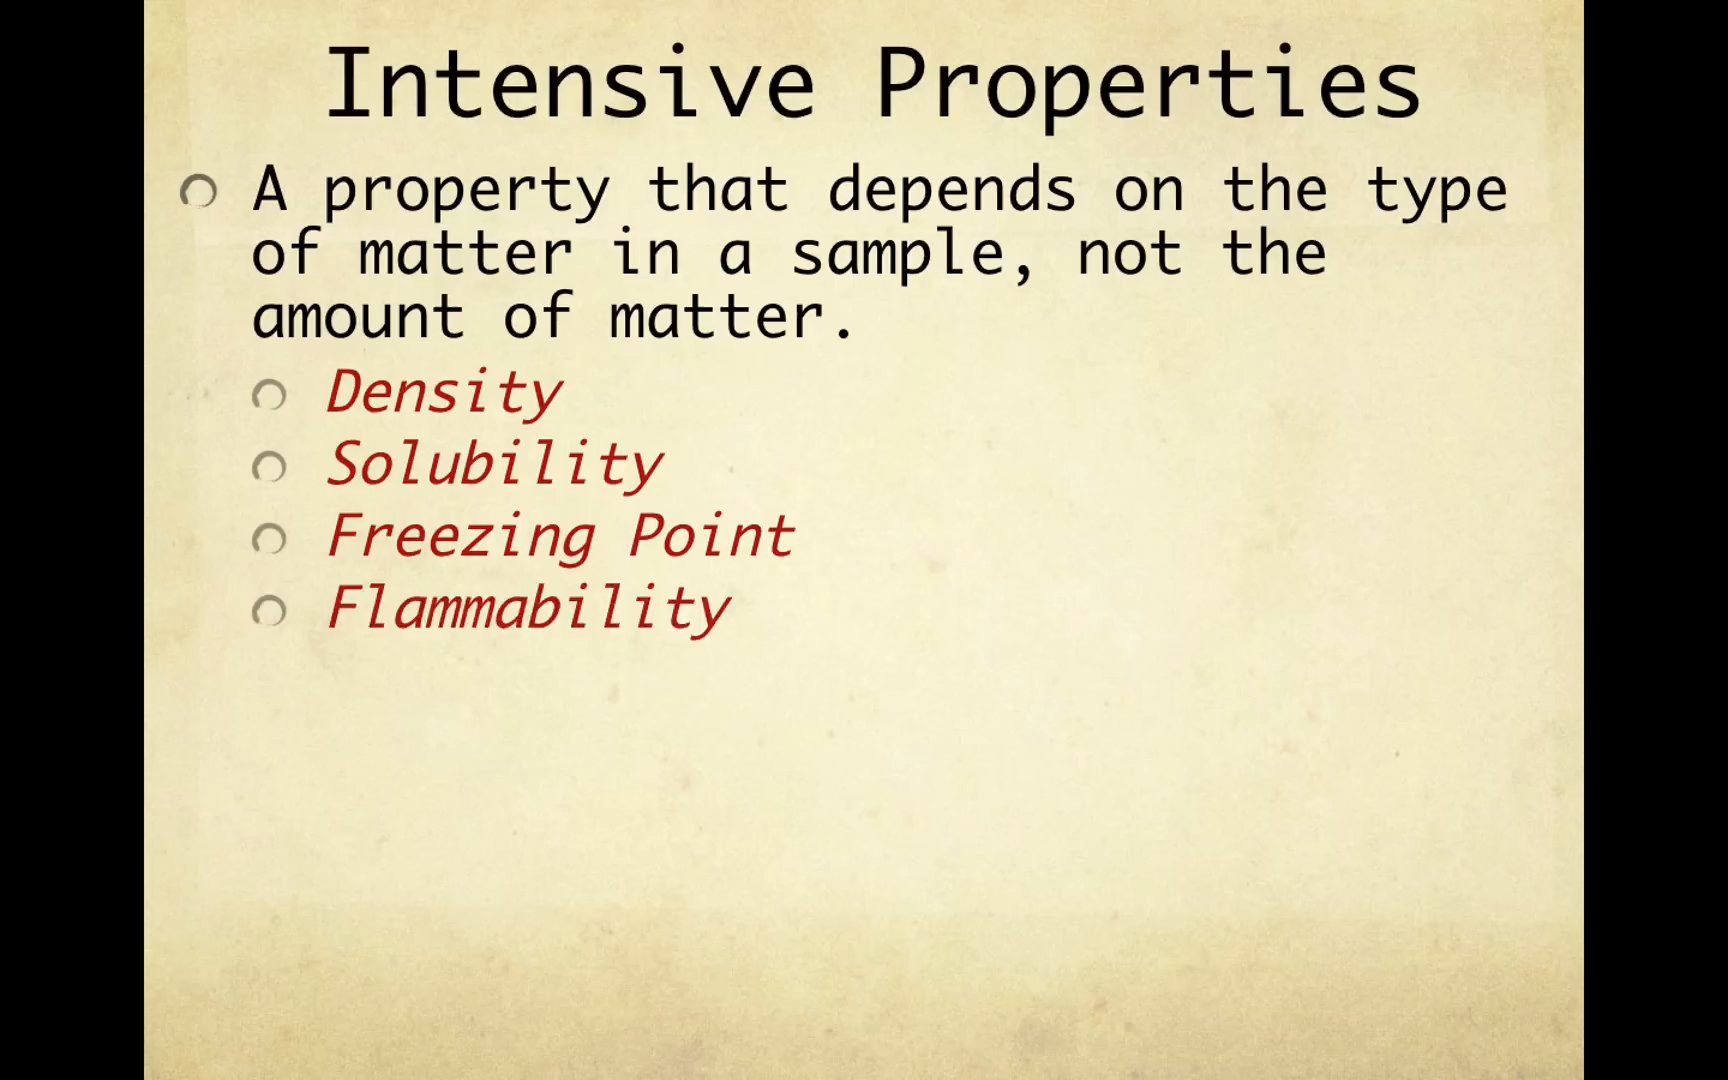 Intensive Properties
A property that depends on the type
of matter in a sample, not the
amount of matter.
Density
Solubility
Freezing Point
Flammability